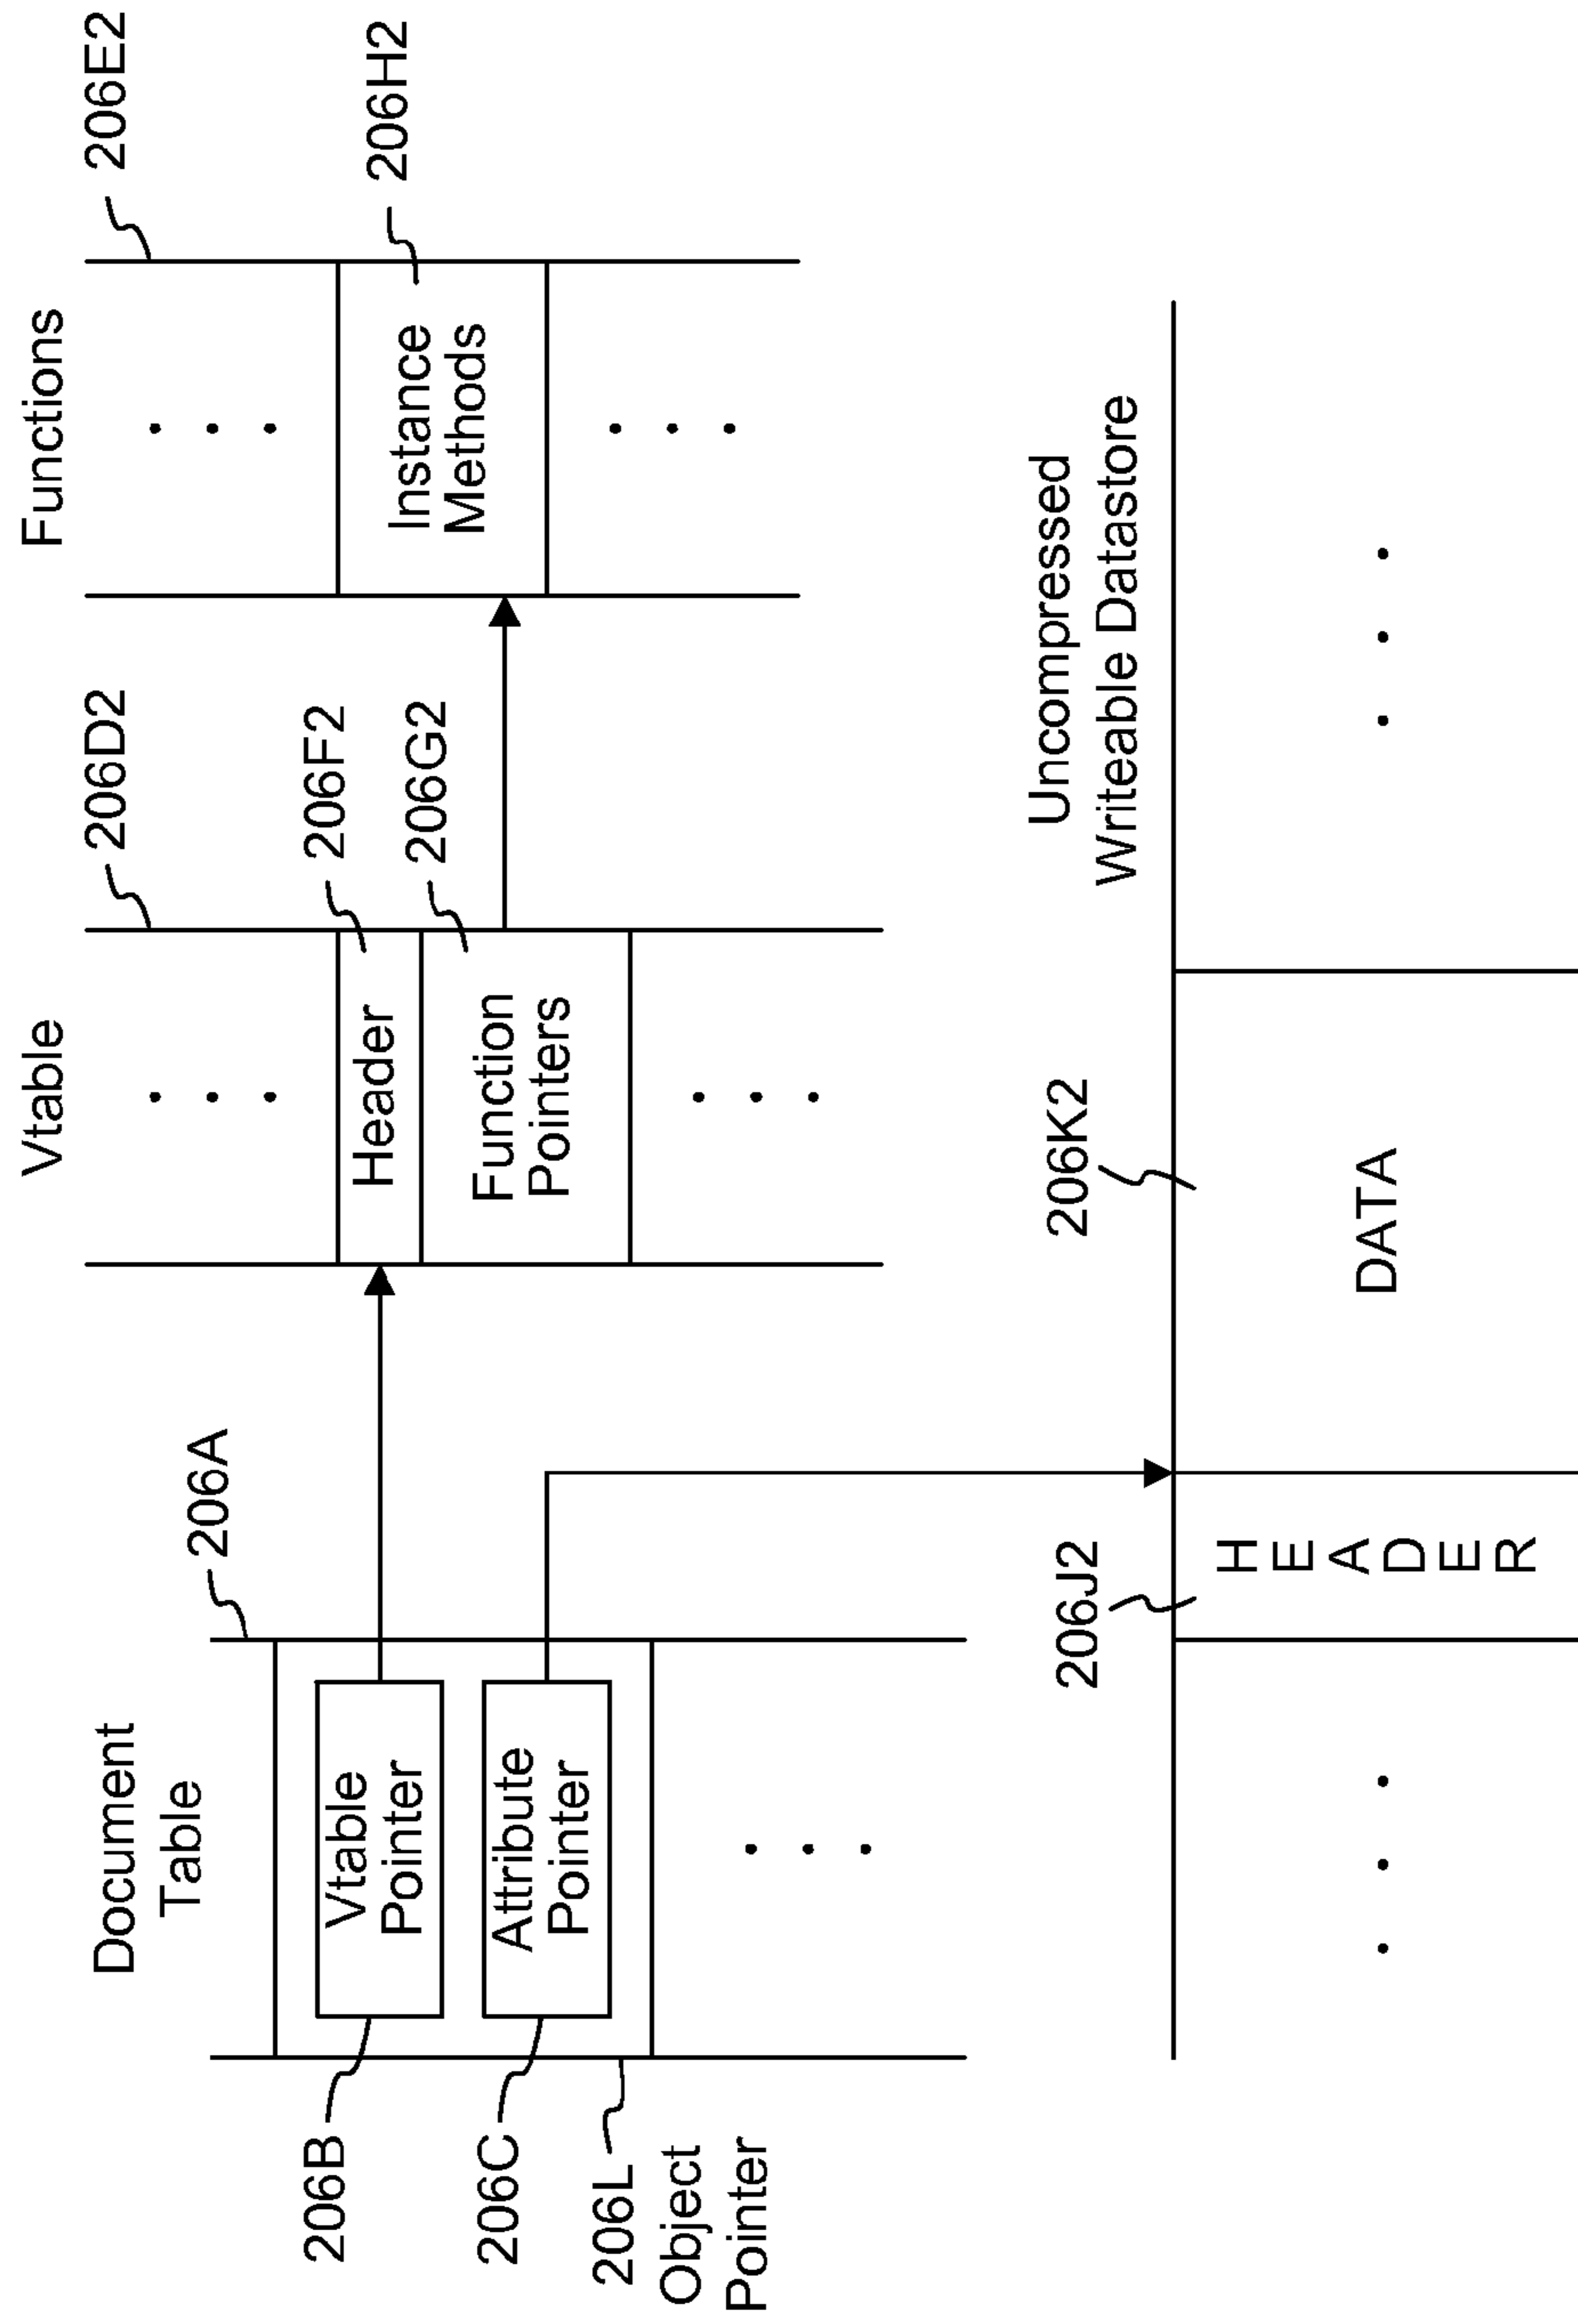 Document
Table
206A
Vtable
Pointer
Attribute
Pointer
206B
206C
206L
Object
Pointer
Vtable
206D2
Header
206F2
Function
Pointers
206G2
Functions
206E2
Instance
Methods
206H2
Uncompressed
Writeable Datastore
206J2
H
E
A
D
E
R
206K2
DATA